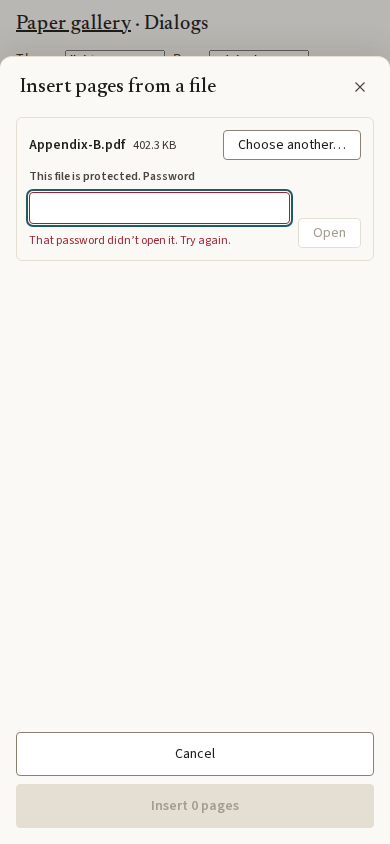 Paper gallery · Dialogs
Insert pages from a file
Appendix-B.pdf 402.3 KB Choose another…
This file is protected. Password
That password didn’t open it. Try again.
Open
Cancel
Insert 0 pages